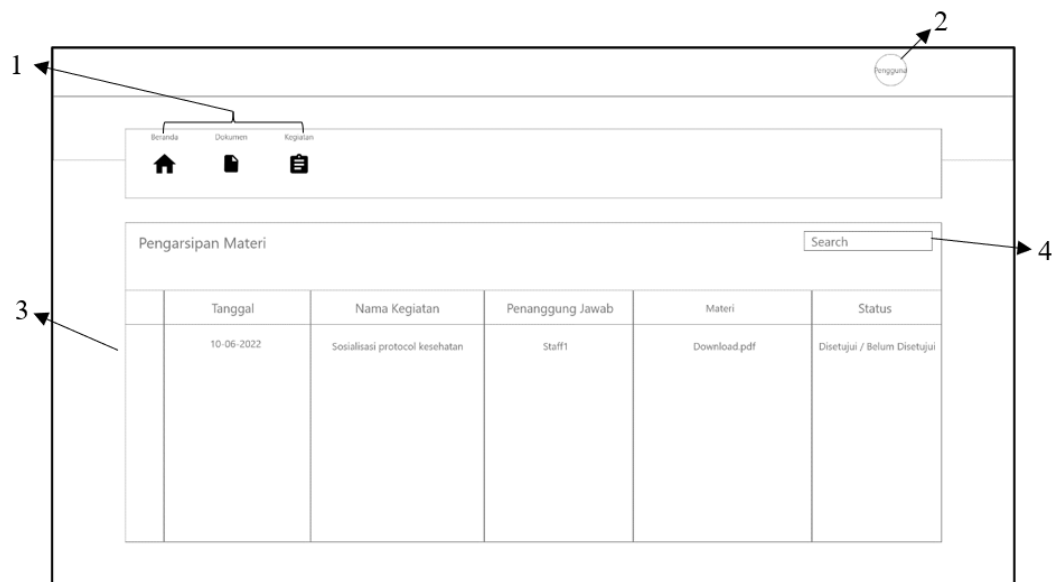 2
1
Pengguna
Beranda Dokumen Kegiatan
Pengarsipan Materi
Search
4
3
Tanggal Nama Kegiatan Penanggung Jawab Materi Status
10-06-2022 Sosialisasi protocol kesehatan Staff1 Download.pdf Disetujui / Belum Disetujui